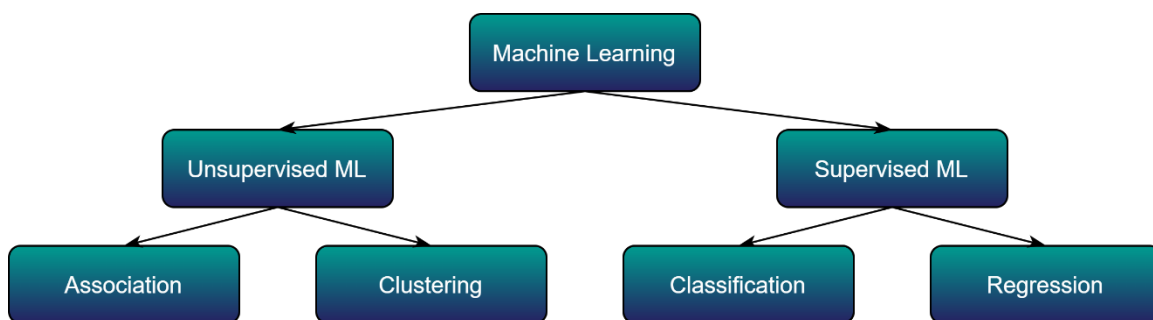 Machine Learning
Unsupervised ML
Supervised ML
Association
Clustering
Classification
Regression